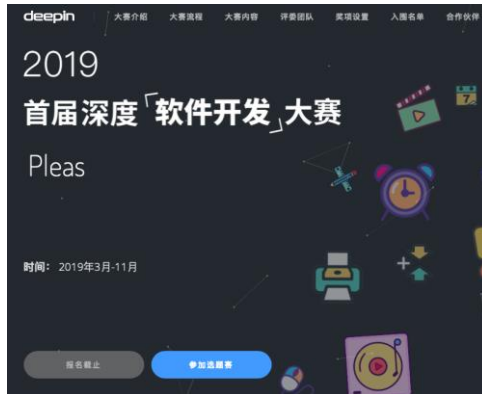 deepin 大赛介绍 大赛流程 大赛内容 评委团队 奖项设置 入围名单 合作伙伴
2019
首届深度「软件开发」大赛
Pleas
7
时间： 2019年3月-11月
报名截止 参加选题赛